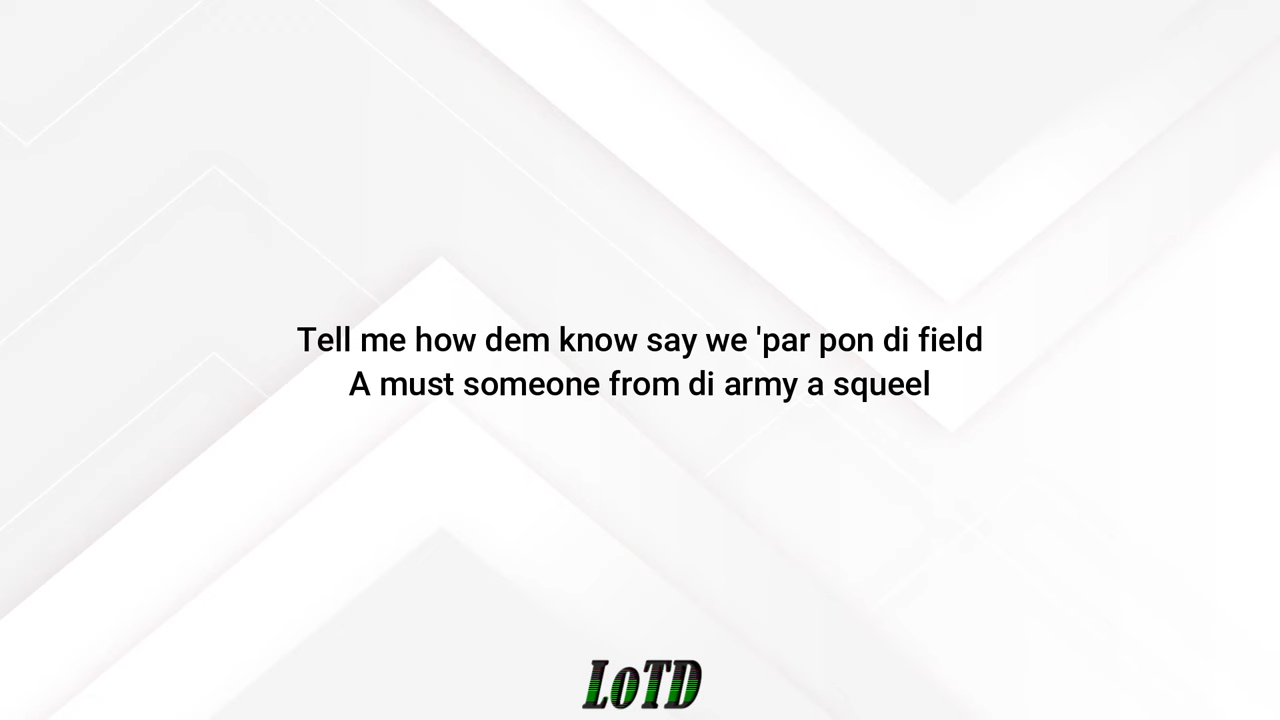 Tell me how dem know say we 'par pon di field
A must someone from di army a squeel
LoTD